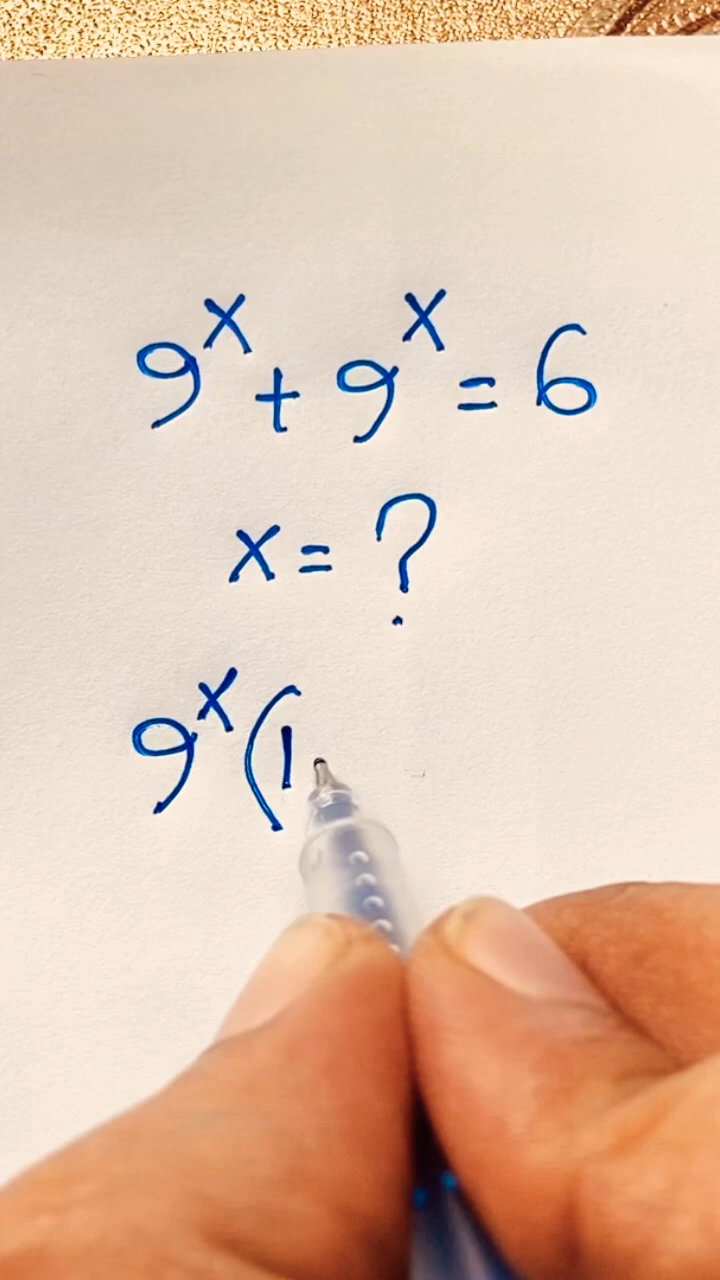 9^x + 9^x = 6
x = ?
9^x (1